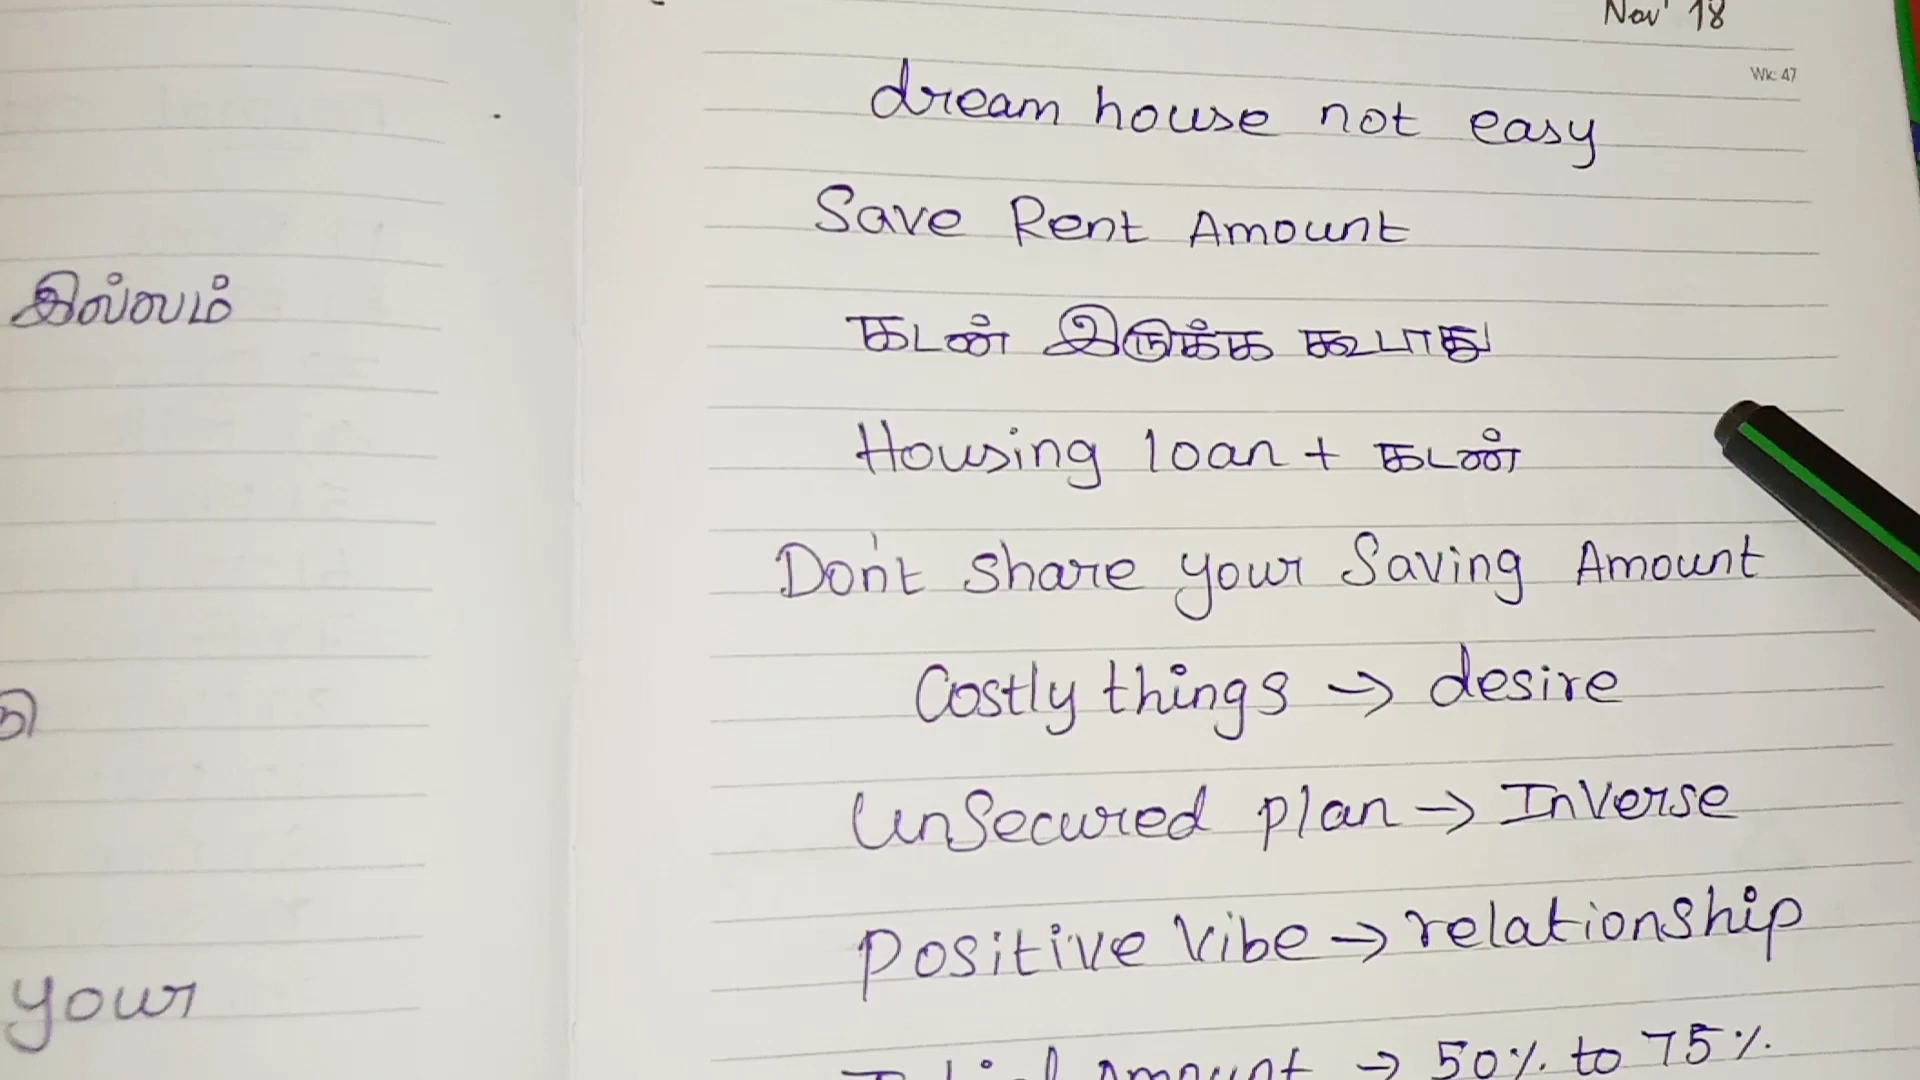 இல்லம்
your
Nov' 18
Wk 47
dream house not easy
Save Rent Amount
கடன் இருக்க கூடாது
Housing loan + கடன்
Don't share your Saving Amount
Costly things → desire
UnSecured plan → InVerse
Positive Vibe → relationship
Amount → 50% to 75%